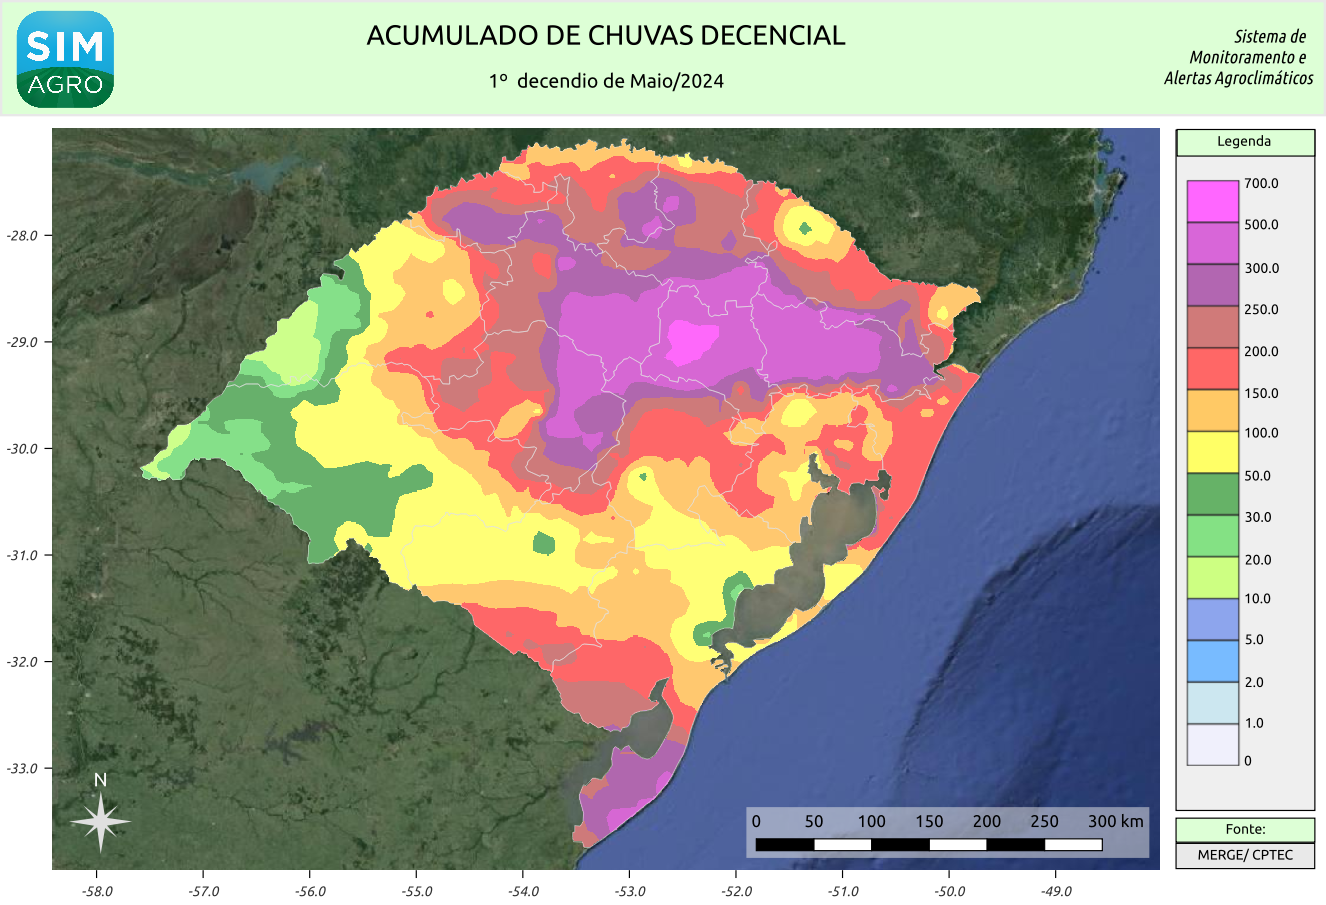 SIM
AGRO
ACUMULADO DE CHUVAS DECENCIAL
1º decendio de Maio/2024
Sistema de
Monitoramento e
Alertas Agroclimáticos
Legenda
700.0
500.0
300.0
250.0
200.0
150.0
100.0
50.0
30.0
20.0
10.0
5.0
2.0
1.0
0
Fonte:
MERGE/ CPTEC
-28.0
-29.0
-30.0
-31.0
-32.0
-33.0
N
0 50 100 150 200 250 300 km
-58.0 -57.0 -56.0 -55.0 -54.0 -53.0 -52.0 -51.0 -50.0 -49.0